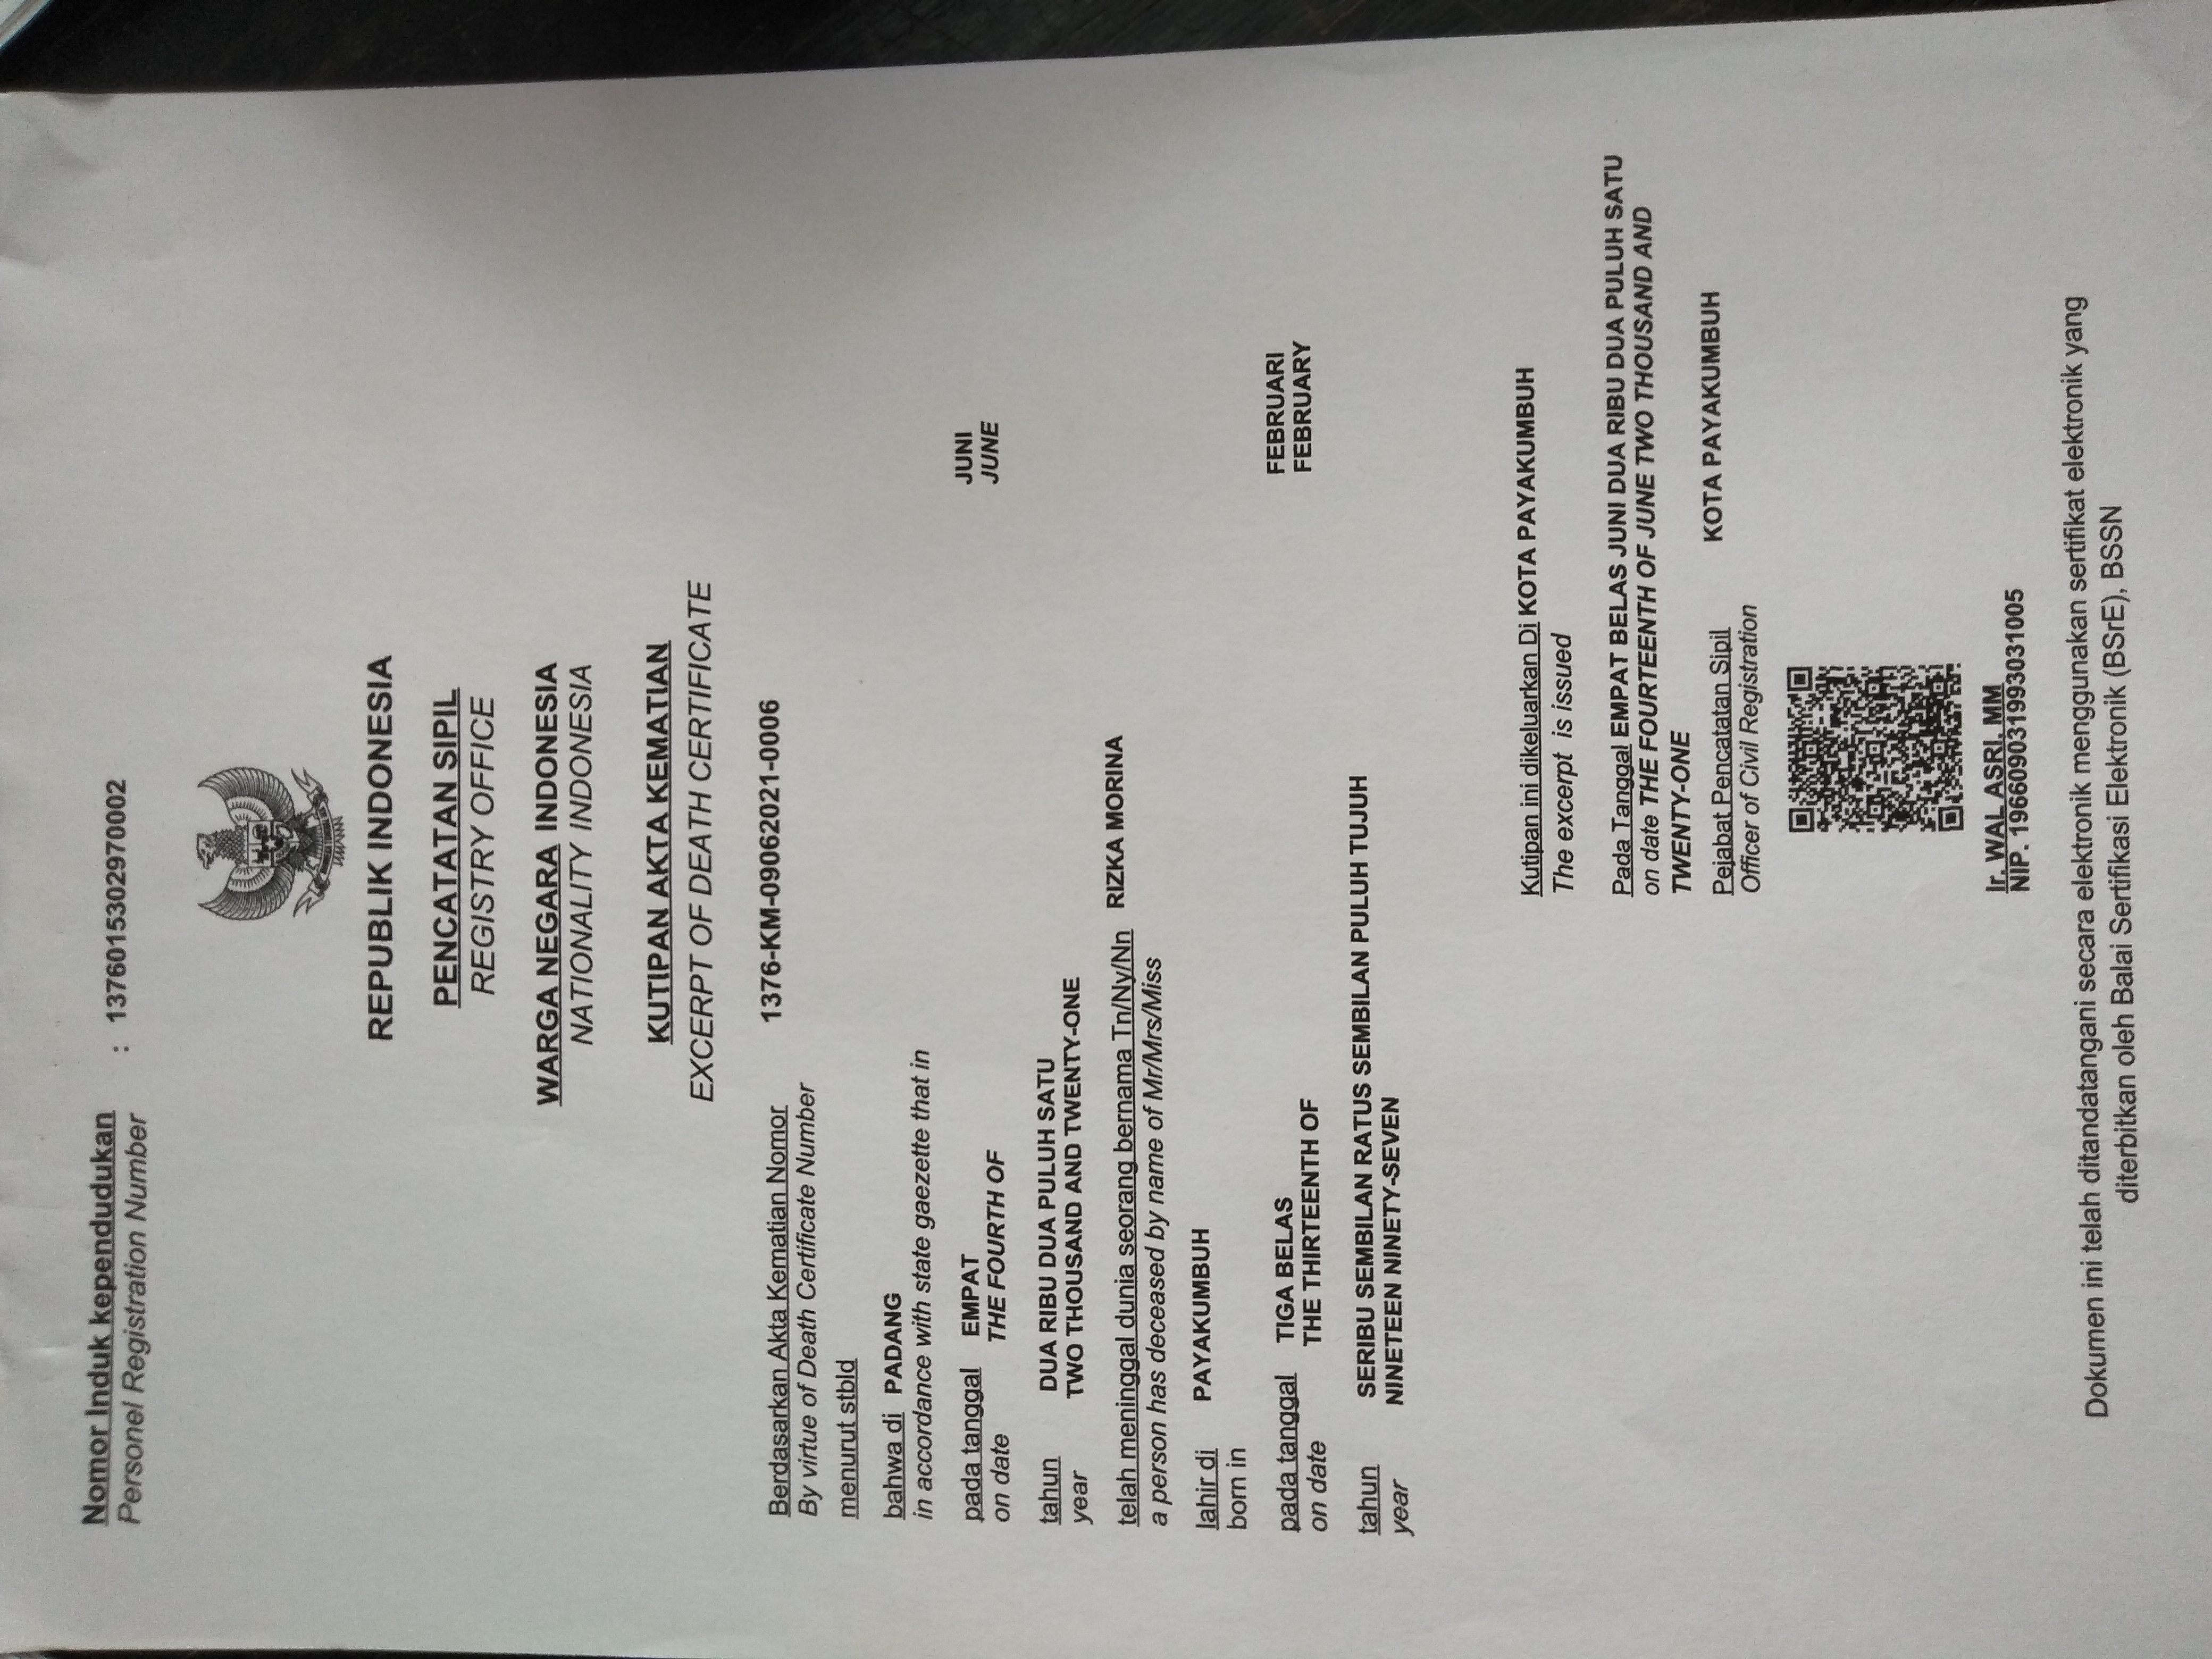 Nomor Induk kependudukan : 1376015302970002
Personel Registration Number
REPUBLIK INDONESIA
PENCATATAN SIPIL
REGISTRY OFFICE
WARGA NEGARA INDONESIA
NATIONALITY INDONESIA
KUTIPAN AKTA KEMATIAN
EXCERPT OF DEATH CERTIFICATE
Berdasarkan Akta Kematian Nomor 1376-KM-09062021-0006
By virtue of Death Certificate Number
menurut stbld
bahwa di PADANG
in accordance with state gaezette that in
pada tanggal EMPAT JUNI
on date THE FOURTH OF JUNE
tahun DUA RIBU DUA PULUH SATU
year TWO THOUSAND AND TWENTY-ONE
telah meninggal dunia seorang bernama Tn/Ny/Nn RIZKA MORINA
a person has deceased by name of Mr/Mrs/Miss
lahir di PAYAKUMBUH
born in
pada tanggal TIGA BELAS FEBRUARI
on date THE THIRTEENTH OF FEBRUARY
tahun SERIBU SEMBILAN RATUS SEMBILAN PULUH TUJUH
year NINETEEN NINETY-SEVEN
Kutipan ini dikeluarkan Di KOTA PAYAKUMBUH
The excerpt is issued
Pada Tanggal EMPAT BELAS JUNI DUA RIBU DUA PULUH SATU
on date THE FOURTEENTH OF JUNE TWO THOUSAND AND
TWENTY-ONE
Pejabat Pencatatan Sipil KOTA PAYAKUMBUH
Officer of Civil Registration
Ir. WAL ASRI, MM
NIP. 196609031993031005
Dokumen ini telah ditandatangani secara elektronik menggunakan sertifikat elektronik yang
diterbitkan oleh Balai Sertifikasi Elektronik (BSrE), BSSN